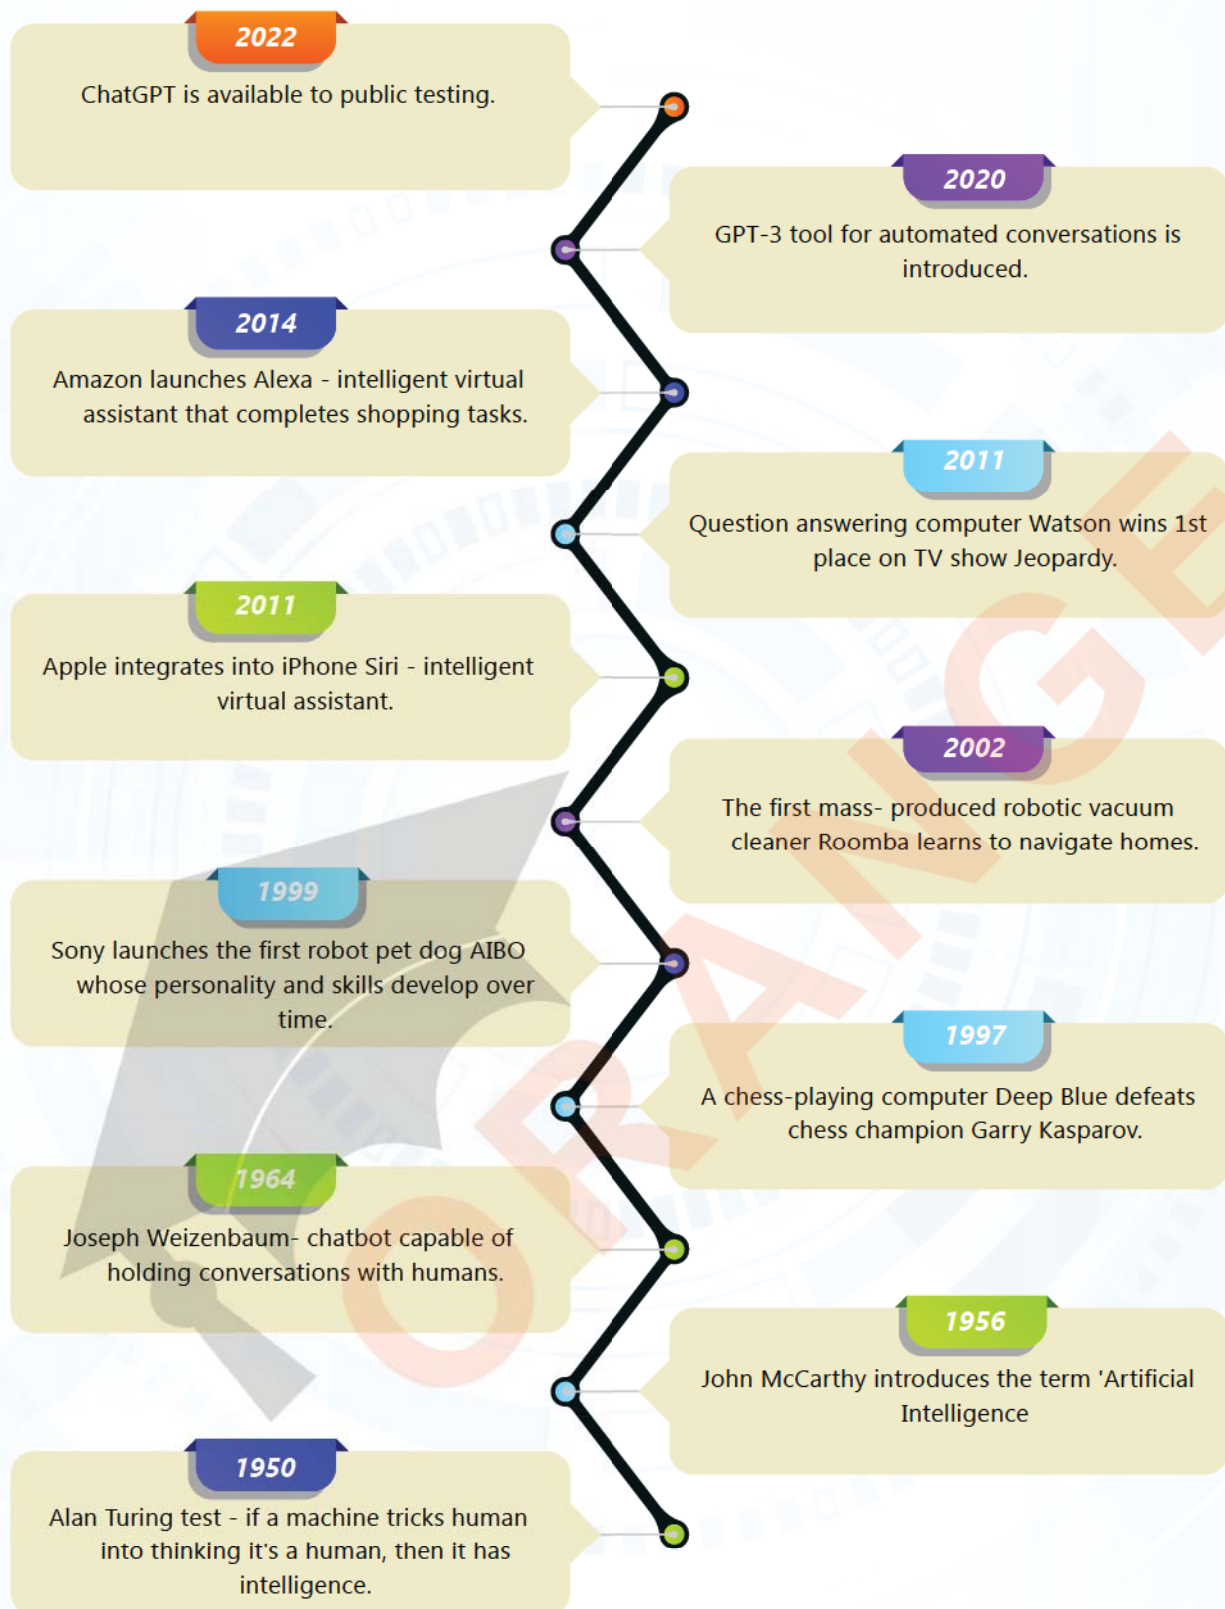 2022
ChatGPT is available to public testing.
2020
GPT-3 tool for automated conversations is
introduced.
2014
Amazon launches Alexa - intelligent virtual
assistant that completes shopping tasks.
2011
Question answering computer Watson wins 1st
place on TV show Jeopardy.
2011
Apple integrates into iPhone Siri - intelligent
virtual assistant.
2002
The first mass- produced robotic vacuum
cleaner Roomba learns to navigate homes.
1999
Sony launches the first robot pet dog AIBO
whose personality and skills develop over
time.
1997
A chess-playing computer Deep Blue defeats
chess champion Garry Kasparov.
1964
Joseph Weizenbaum- chatbot capable of
holding conversations with humans.
1956
John McCarthy introduces the term 'Artificial
Intelligence
1950
Alan Turing test - if a machine tricks human
into thinking it's a human, then it has
intelligence.
ORANGE